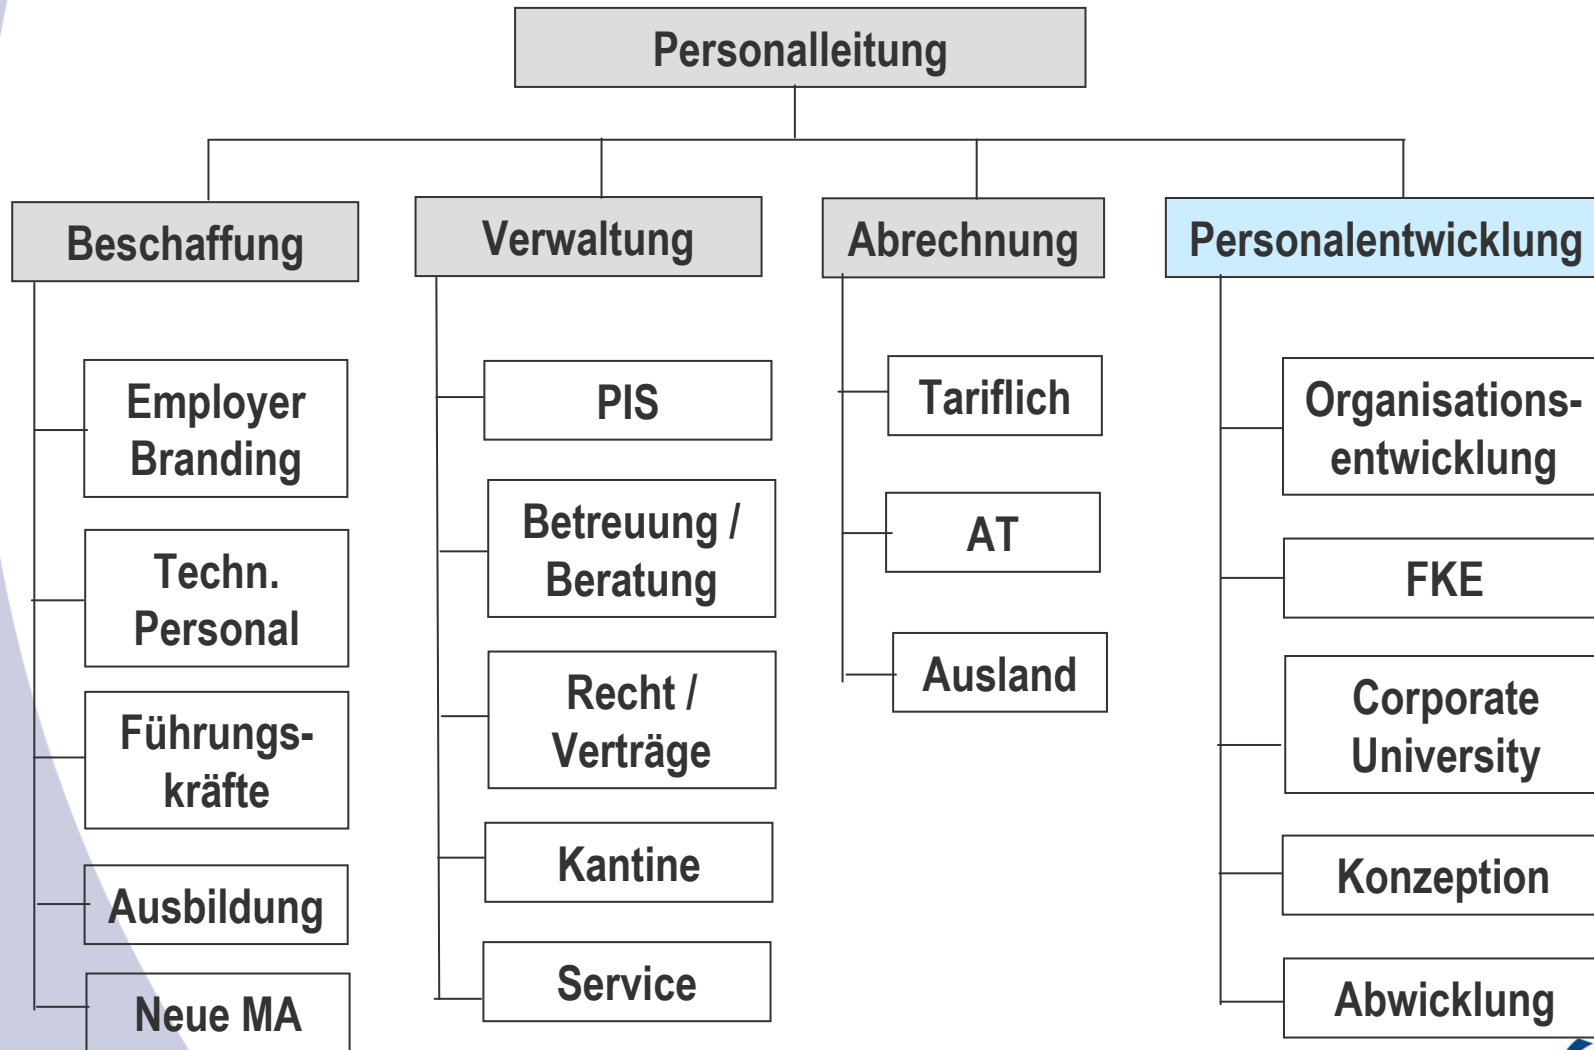 Personalleitung
Beschaffung
Employer
Branding
Techn.
Personal
Führungs-
kräfte
Ausbildung
Neue MA
Verwaltung
PIS
Betreuung /
Beratung
Recht /
Verträge
Kantine
Service
Abrechnung
Tariflich
AT
Ausland
Personalentwicklung
Organisations-
entwicklung
FKE
Corporate
University
Konzeption
Abwicklung